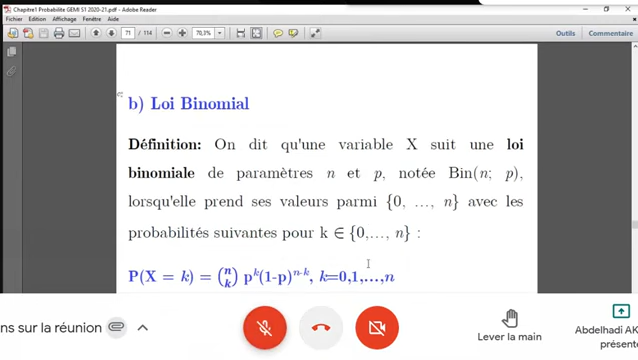 Chapitre1 Probabilite GEMI S1 2020-21.pdf - Adobe Reader
Fichier Edition Affichage Fenêtre Aide
71 / 114 70,3% Outils Commentaire
b) Loi Binomial
Définition: On dit qu'une variable X suit une loi
binomiale de paramètres n et p, notée Bin(n; p),
lorsqu'elle prend ses valeurs parmi {0, ..., n} avec les
probabilités suivantes pour k ∈ {0,..., n} :
P(X = k) = (n k) p^k(1-p)^n-k, k=0,1,...,n
ns sur la réunion
Lever la main
Abdelhadi AK
présente